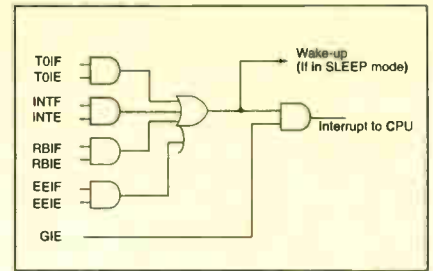 T0IF
T0IE
Wake-up
(If in SLEEP mode)
INTF
INTE
Interrupt to CPU
RBIF
RBIE
EEIF
EEIE
GIE